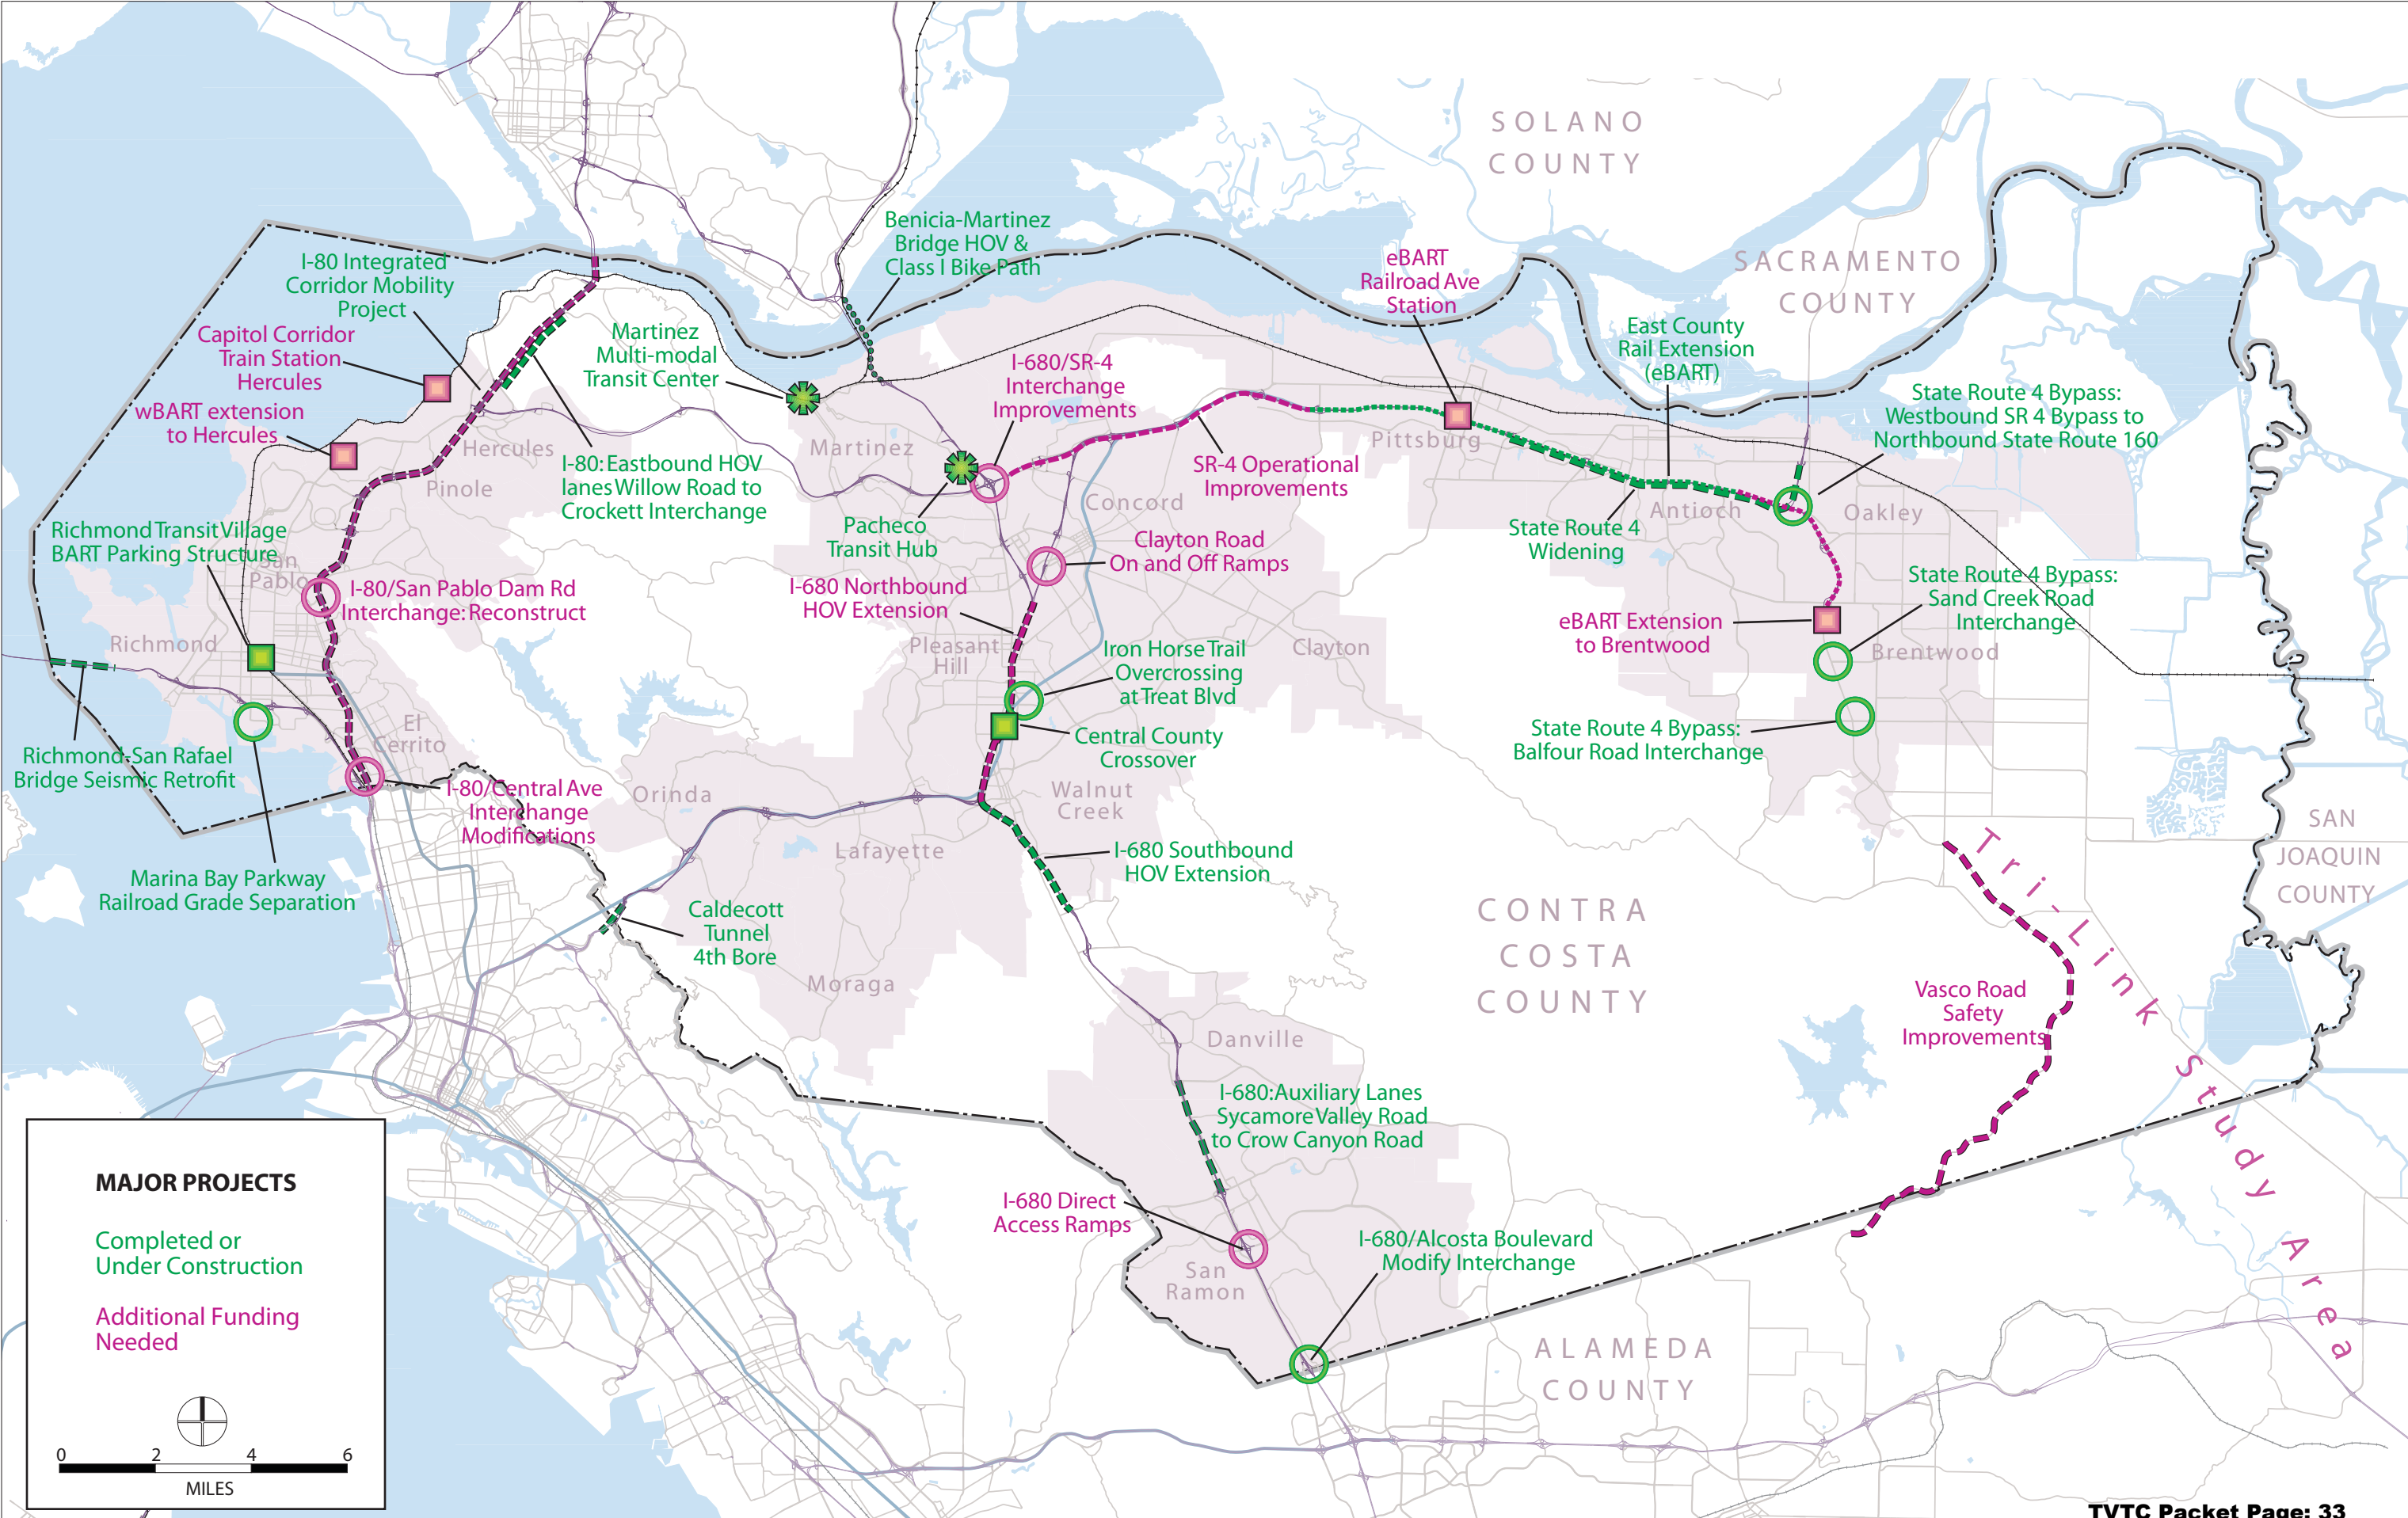 SOLANO
COUNTY
SACRAMENTO
COUNTY
Benicia-Martinez
Bridge HOV &
Class I Bike Path
I-80 Integrated
Corridor Mobility
Project
eBART
Railroad Ave
Station
Capitol Corridor
Train Station
Hercules
Martinez
Multi-modal
Transit Center
East County
Rail Extension
(eBART)
I-680/SR-4
Interchange
Improvements
State Route 4 Bypass:
Westbound SR 4 Bypass to
Northbound State Route 160
wBART extension
to Hercules
Hercules
Martinez
Pittsburg
I-80: Eastbound HOV
lanes Willow Road to
Crockett Interchange
SR-4 Operational
Improvements
Pinole
Concord
Antioch
Oakley
Richmond Transit Village
BART Parking Structure
Pacheco
Transit Hub
State Route 4
Widening
Clayton Road
On and Off Ramps
San
Pablo
I-80/San Pablo Dam Rd
Interchange: Reconstruct
I-680 Northbound
HOV Extension
State Route 4 Bypass:
Sand Creek Road
Interchange
eBART Extension
to Brentwood
Richmond
Pleasant
Hill
Iron Horse Trail
Overcrossing
at Treat Blvd
Clayton
Brentwood
El
Cerrito
Central County
Crossover
State Route 4 Bypass:
Balfour Road Interchange
Richmond-San Rafael
Bridge Seismic Retrofit
I-80/Central Ave
Interchange
Modifications
Orinda
Walnut
Creek
SAN
JOAQUIN
COUNTY
Lafayette
I-680 Southbound
HOV Extension
Tri-Link Study Area
Marina Bay Parkway
Railroad Grade Separation
Caldecott
Tunnel
4th Bore
CONTRA
COSTA
COUNTY
Moraga
Vasco Road
Safety
Improvements
Danville
I-680: Auxiliary Lanes
Sycamore Valley Road
to Crow Canyon Road
I-680 Direct
Access Ramps
I-680/Alcosta Boulevard
Modify Interchange
San
Ramon
ALAMEDA
COUNTY
MAJOR PROJECTS
Completed or
Under Construction
Additional Funding
Needed
0 2 4 6
MILES
TVTC Packet Page: 33